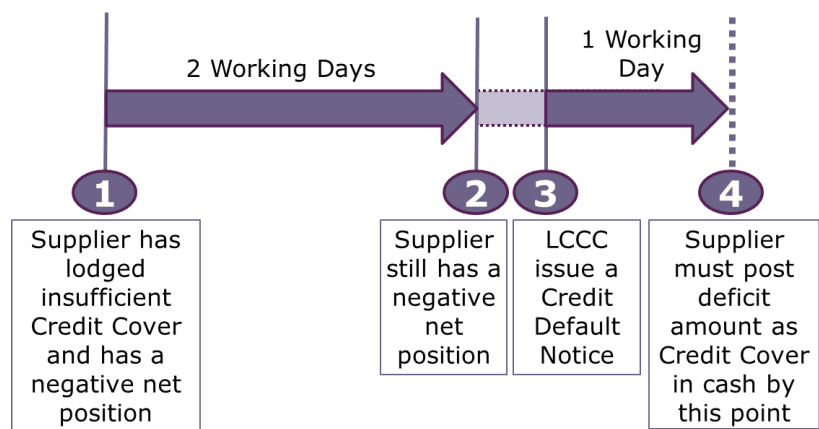 2 Working Days
1 Working
Day
1
2
3
4
Supplier has
lodged
insufficient
Credit Cover
and has a
negative net
position
Supplier
still has a
negative
net
position
LCCC
issue a
Credit
Default
Notice
Supplier
must post
deficit
amount as
Credit Cover
in cash by
this point